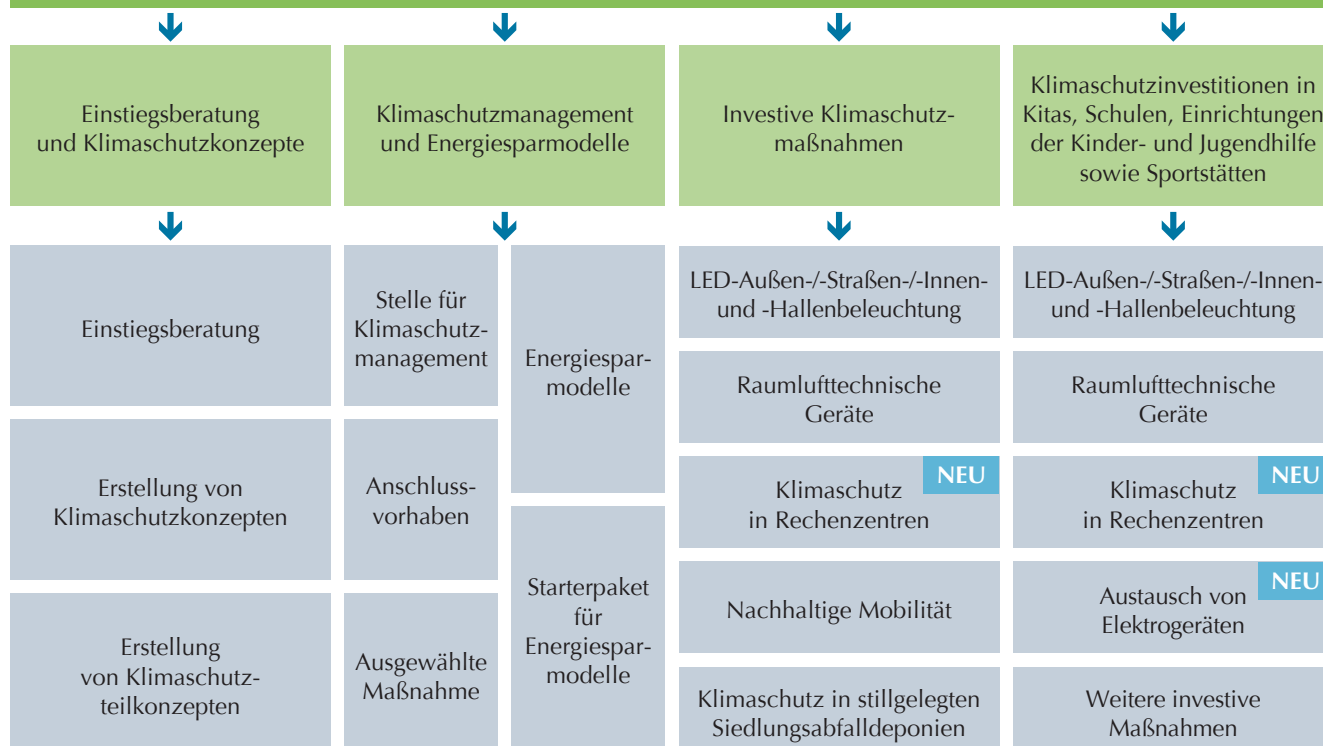 Einstiegsberatung
und Klimaschutzkonzepte
Klimaschutzmanagement
und Energiesparmodelle
Investive Klimaschutz-
maßnahmen
Klimaschutzinvestitionen in
Kitas, Schulen, Einrichtungen
der Kinder- und Jugendhilfe
sowie Sportstätten
Einstiegsberatung
Erstellung von
Klimaschutzkonzepten
Erstellung
von Klimaschutz-
teilkonzepten
Stelle für
Klimaschutz-
management
Anschluss-
vorhaben
Ausgewählte
Maßnahme
Energiespar-
modelle
Starterpaket
für
Energiespar-
modelle
LED-Außen-/-Straßen-/-Innen-
und -Hallenbeleuchtung
Raumlufttechnische
Geräte
NEU
Klimaschutz
in Rechenzentren
Nachhaltige Mobilität
Klimaschutz in stillgelegten
Siedlungsabfalldeponien
LED-Außen-/-Straßen-/-Innen-
und -Hallenbeleuchtung
Raumlufttechnische
Geräte
NEU
Klimaschutz
in Rechenzentren
NEU
Austausch von
Elektrogeräten
Weitere investive
Maßnahmen